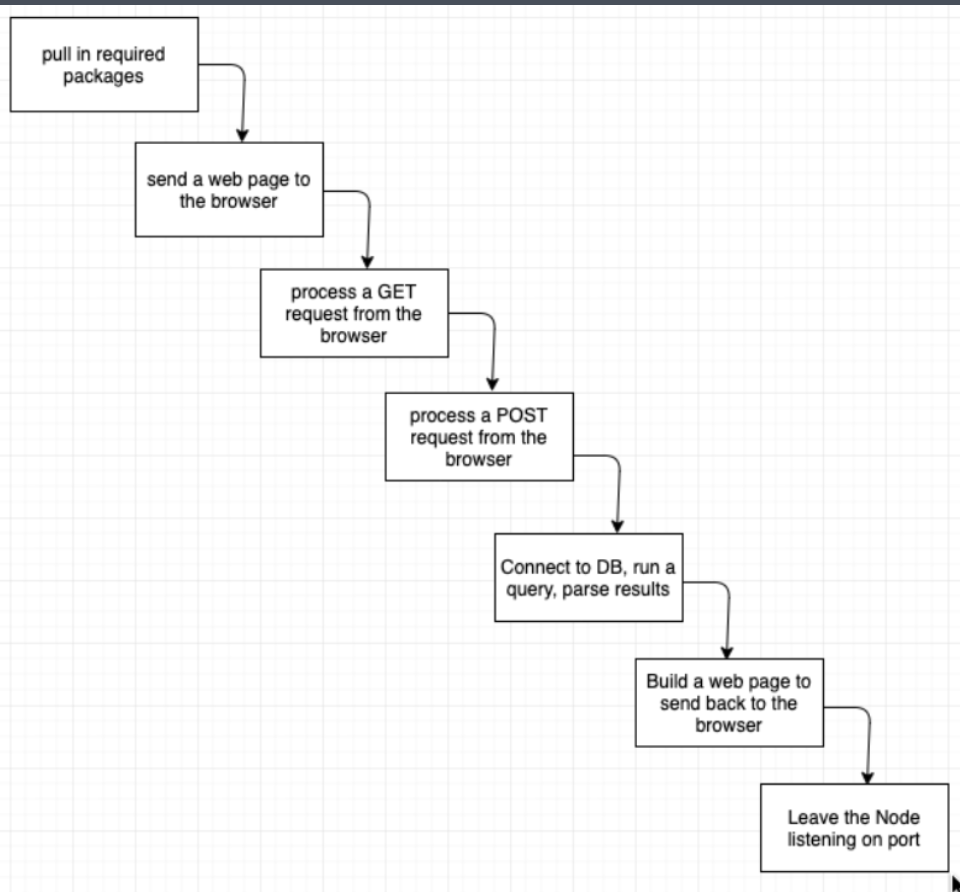 pull in required
packages
send a web page to
the browser
process a GET
request from the
browser
process a POST
request from the
browser
Connect to DB, run a
query, parse results
Build a web page to
send back to the
browser
Leave the Node
listening on port